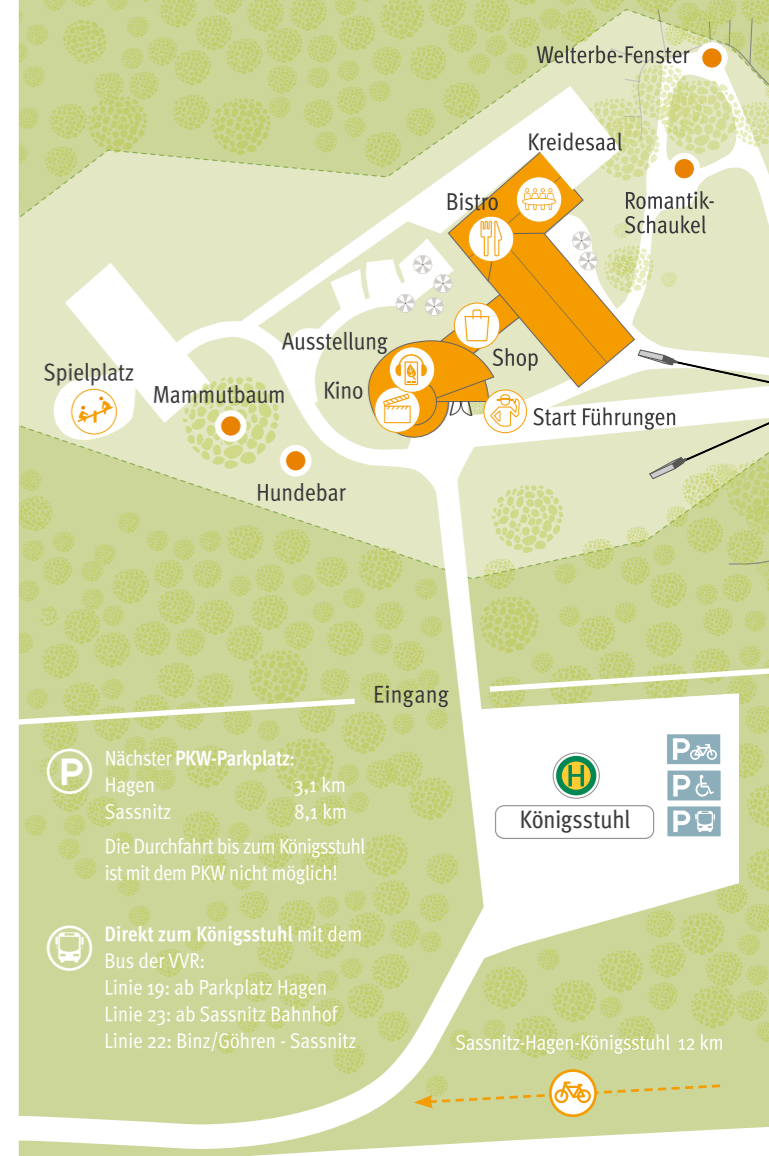 Welterbe-Fenster
Kreidesaal
Bistro
Romantik-
Schaukel
Ausstellung
Shop
Spielplatz
Kino
Mammutbaum
Start Führungen
Hundebar
Eingang
P
Nächster PKW-Parkplatz:
Hagen 3,1 km
Sassnitz 8,1 km
Die Durchfahrt bis zum Königsstuhl
ist mit dem PKW nicht möglich!
H
Königsstuhl
P
P
P
Direkt zum Königsstuhl mit dem
Bus der VVR:
Linie 19: ab Parkplatz Hagen
Linie 23: ab Sassnitz Bahnhof
Linie 22: Binz/Göhren - Sassnitz
Sassnitz-Hagen-Königsstuhl 12 km